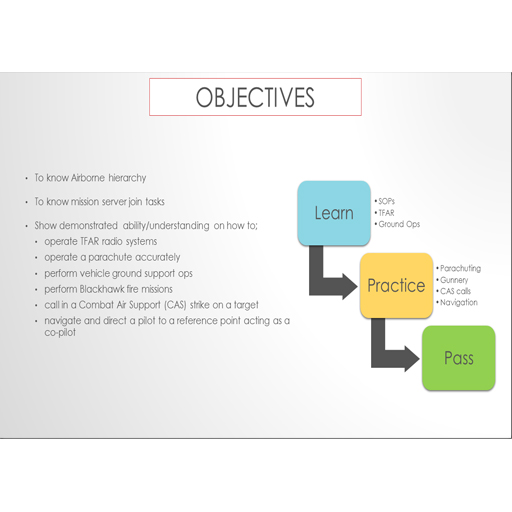 OBJECTIVES
• To know Airborne hierarchy
• To know mission server join tasks
• Show demonstrated ability/understanding on how to;
• operate TFAR radio systems
• operate a parachute accurately
• perform vehicle ground support ops
• perform Blackhawk fire missions
• call in a Combat Air Support (CAS) strike on a target
• navigate and direct a pilot to a reference point acting as a
co-pilot
Learn
• SOPs
• TFAR
• Ground Ops
Practice
• Parachuting
• Gunnery
• CAS calls
• Navigation
Pass